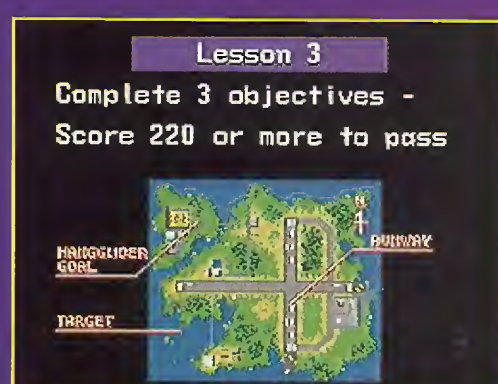 Lesson 3
Complete 3 objectives -
Score 220 or more to pass
N
RUNWAY
HANGGLIDER
GOAL
TARGET